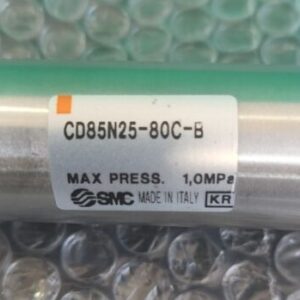 CD85N25-80C-B
MAX PRESS. 1,0MPa
SMC MADE IN ITALY KR